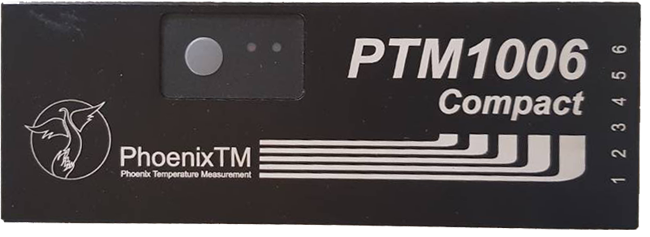 PTM1006
Compact
PhoenixTM
Phoenix Temperature Measurement
1 2 3 4 5 6